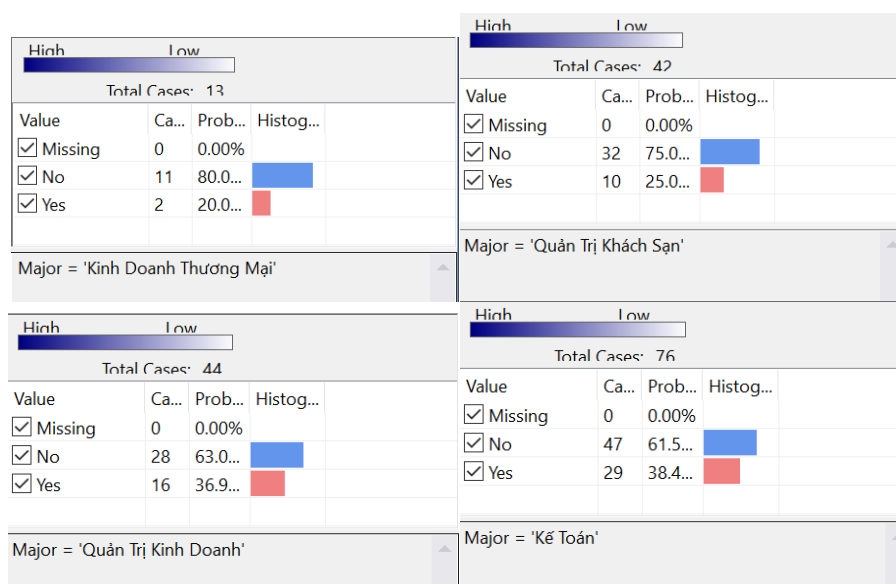 High Low
Total Cases: 13
Value Ca... Prob... Histog...
Missing 0 0.00%
No 11 80.0...
Yes 2 20.0...
Major = 'Kinh Doanh Thương Mại'
High Low
Total Cases: 42
Value Ca... Prob... Histog...
Missing 0 0.00%
No 32 75.0...
Yes 10 25.0...
Major = 'Quản Trị Khách Sạn'
High Low
Total Cases: 44
Value Ca... Prob... Histog...
Missing 0 0.00%
No 28 63.0...
Yes 16 36.9...
Major = 'Quản Trị Kinh Doanh'
High Low
Total Cases: 76
Value Ca... Prob... Histog...
Missing 0 0.00%
No 47 61.5...
Yes 29 38.4...
Major = 'Kế Toán'